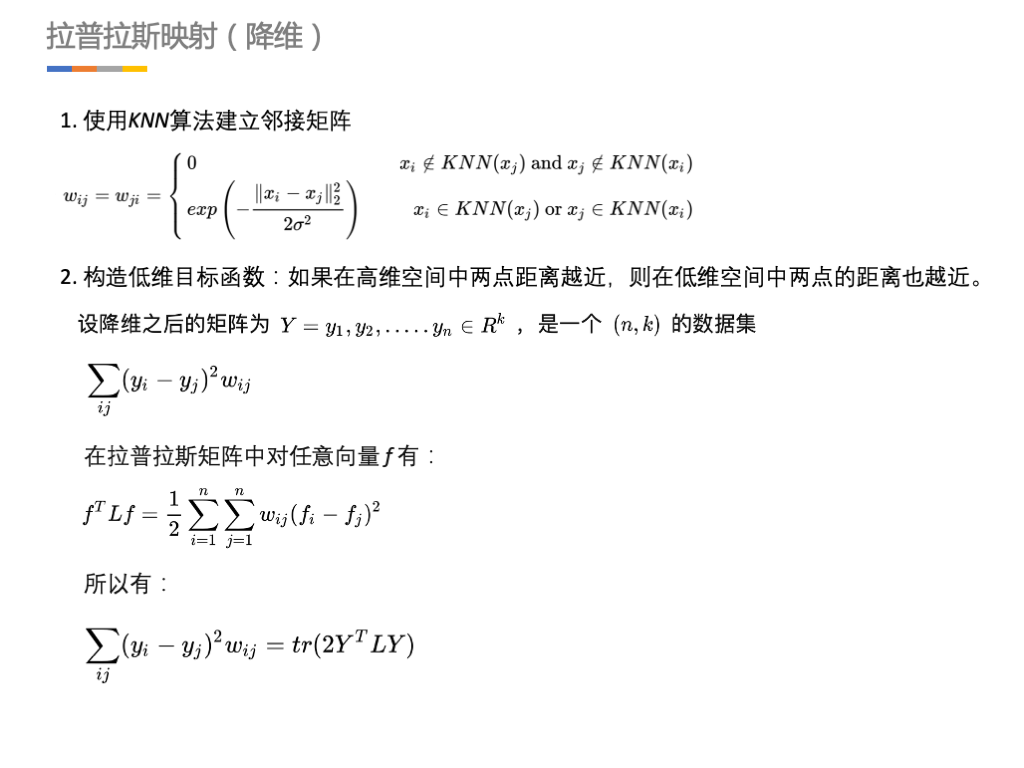 拉普拉斯映射（降维）
1. 使用KNN算法建立邻接矩阵
w_{ij} = w_{ji} = \begin{cases} 0 & x_i \notin KNN(x_j) \text{ and } x_j \notin KNN(x_i) \\ exp\left(-\frac{\|x_i - x_j\|_2^2}{2\sigma^2}\right) & x_i \in KNN(x_j) \text{ or } x_j \in KNN(x_i) \end{cases}
2. 构造低维目标函数：如果在高维空间中两点距离越近，则在低维空间中两点的距离也越近。
设降维之后的矩阵为 Y = y_1, y_2, .....y_n \in R^k ，是一个 (n, k) 的数据集
\sum_{ij} (y_i - y_j)^2 w_{ij}
在拉普拉斯矩阵中对任意向量 f 有：
f^T L f = \frac{1}{2} \sum_{i=1}^{n} \sum_{j=1}^{n} w_{ij} (f_i - f_j)^2
所以有：
\sum_{ij} (y_i - y_j)^2 w_{ij} = tr(2Y^T LY)